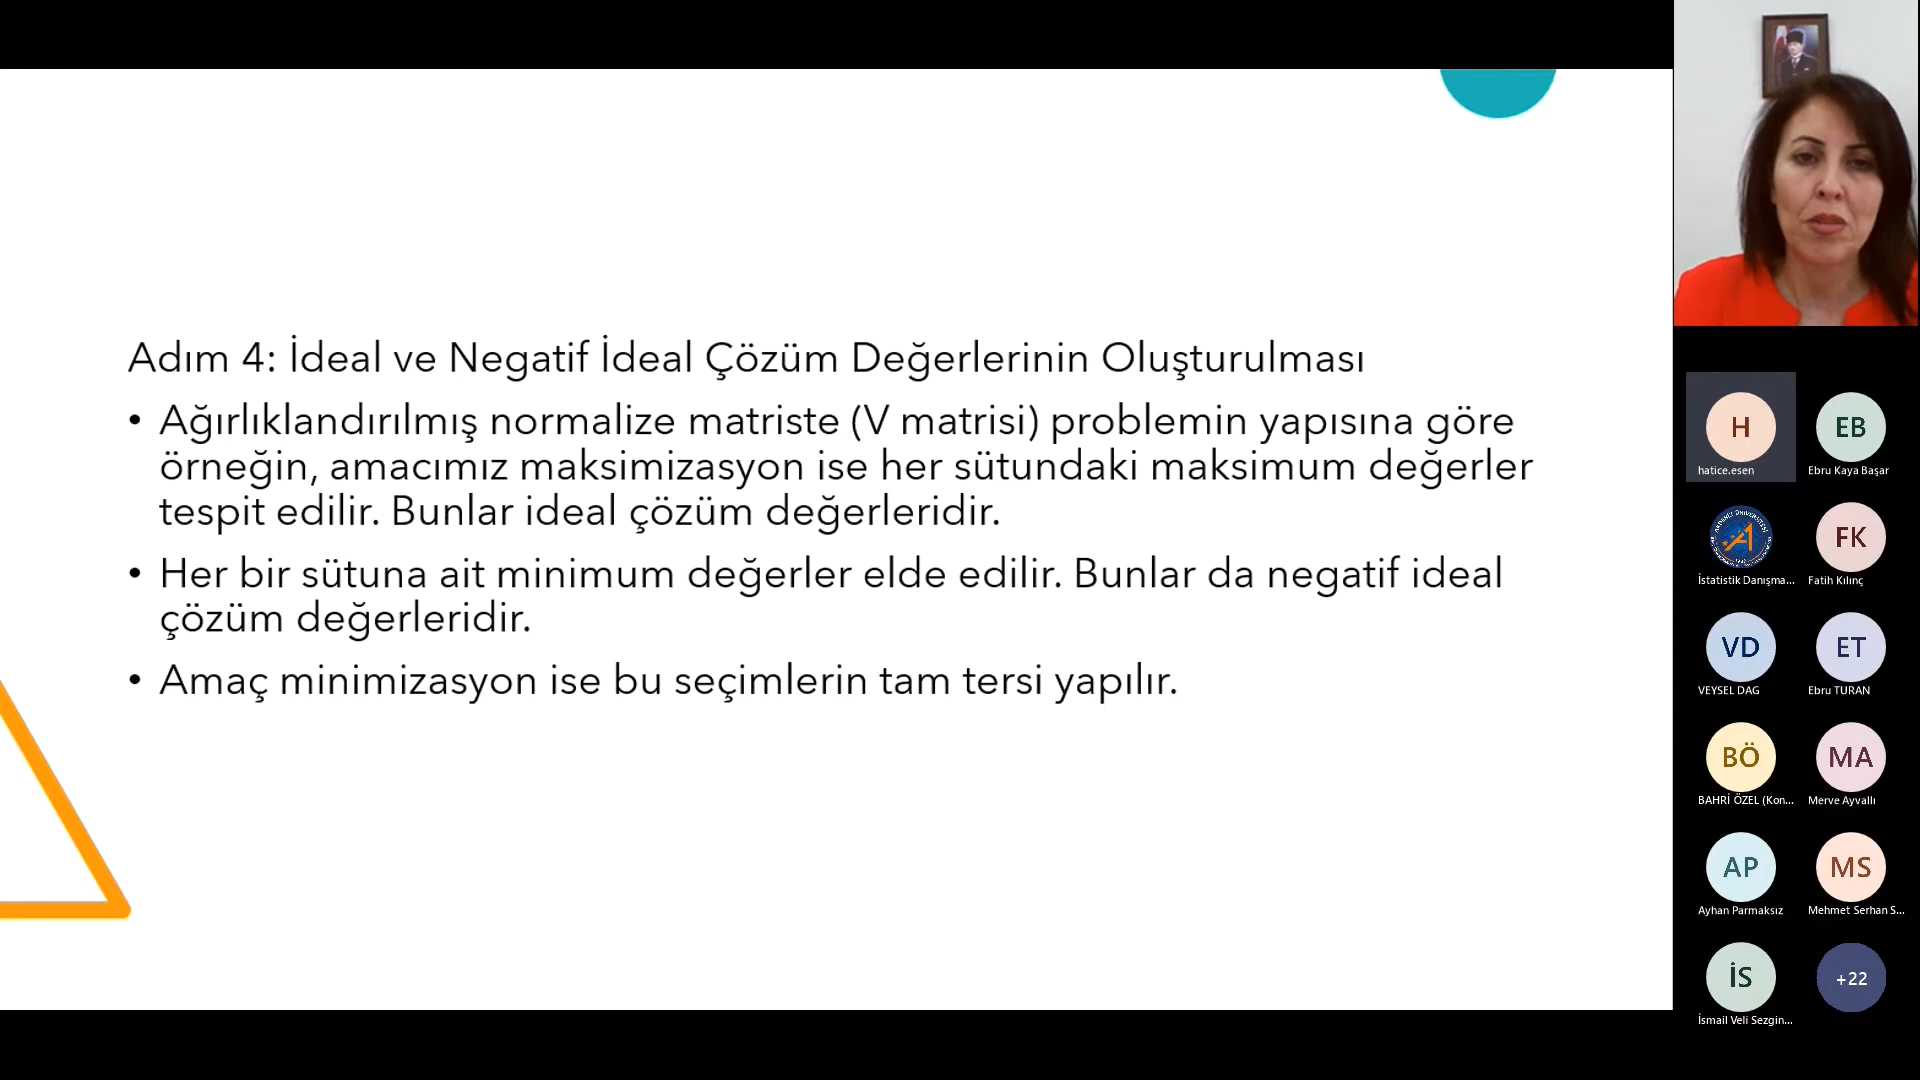 Adım 4: İdeal ve Negatif İdeal Çözüm Değerlerinin Oluşturulması
• Ağırlıklandırılmış normalize matriste (V matrisi) problemin yapısına göre
örneğin, amacımız maksimizasyon ise her sütundaki maksimum değerler
tespit edilir. Bunlar ideal çözüm değerleridir.
• Her bir sütuna ait minimum değerler elde edilir. Bunlar da negatif ideal
çözüm değerleridir.
• Amaç minimizasyon ise bu seçimlerin tam tersi yapılır.
H
hatice.esen
EB
Ebru Kaya Başar
İstatistik Danışma...
FK
Fatih Kılınç
VD
VEYSEL DAG
ET
Ebru TURAN
BÖ
BAHRİ ÖZEL (Kon...
MA
Merve Ayvallı
AP
Ayhan Parmaksız
MS
Mehmet Serhan S...
İS
İsmail Veli Sezgin...
+22